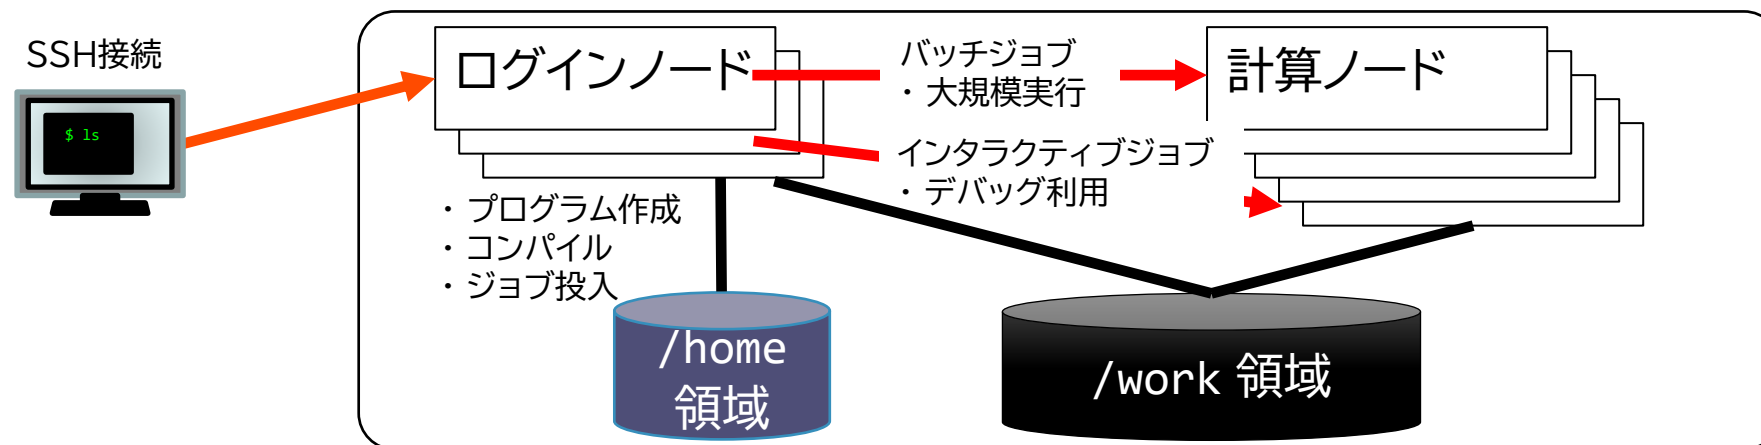 SSH接続
$ ls
ログインノード
・ プログラム作成
・ コンパイル
・ ジョブ投入
バッチジョブ
・ 大規模実行
インタラクティブジョブ
・ デバッグ利用
計算ノード
/home
領域
/work 領域